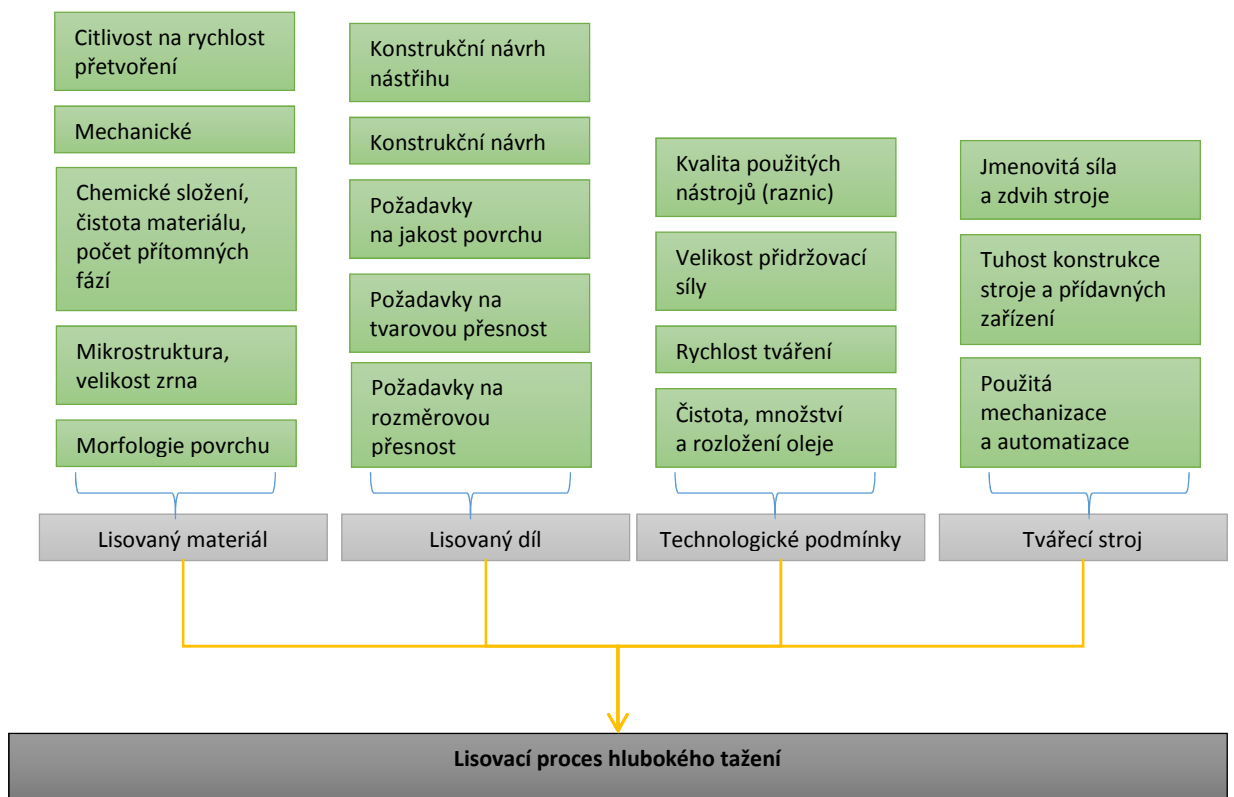 Citlivost na rychlost
přetvoření
Mechanické
Chemické složení,
čistota materiálu,
počet přítomných
fází
Mikrostruktura,
velikost zrna
Morfologie povrchu
Lisovaný materiál
Konstrukční návrh
nástřihu
Konstrukční návrh
Požadavky
na jakost povrchu
Požadavky na
tvarovou přesnost
Požadavky na
rozměrovou
přesnost
Lisovaný díl
Kvalita použitých
nástrojů (raznic)
Velikost přidržovací
síly
Rychlost tváření
Čistota, množství
a rozložení oleje
Technologické podmínky
Jmenovitá síla
a zdvih stroje
Tuhost konstrukce
stroje a přídavných
zařízení
Použitá
mechanizace
a automatizace
Tvářecí stroj
Lisovací proces hlubokého tažení